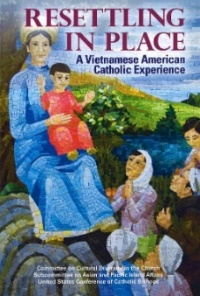 RESETTLING
IN PLACE
A Vietnamese American
Catholic Experience
Committee on Cultural Diversity in the Church
Subcommittee on Asian and Pacific Island Affairs
United States Conference of Catholic Bishops